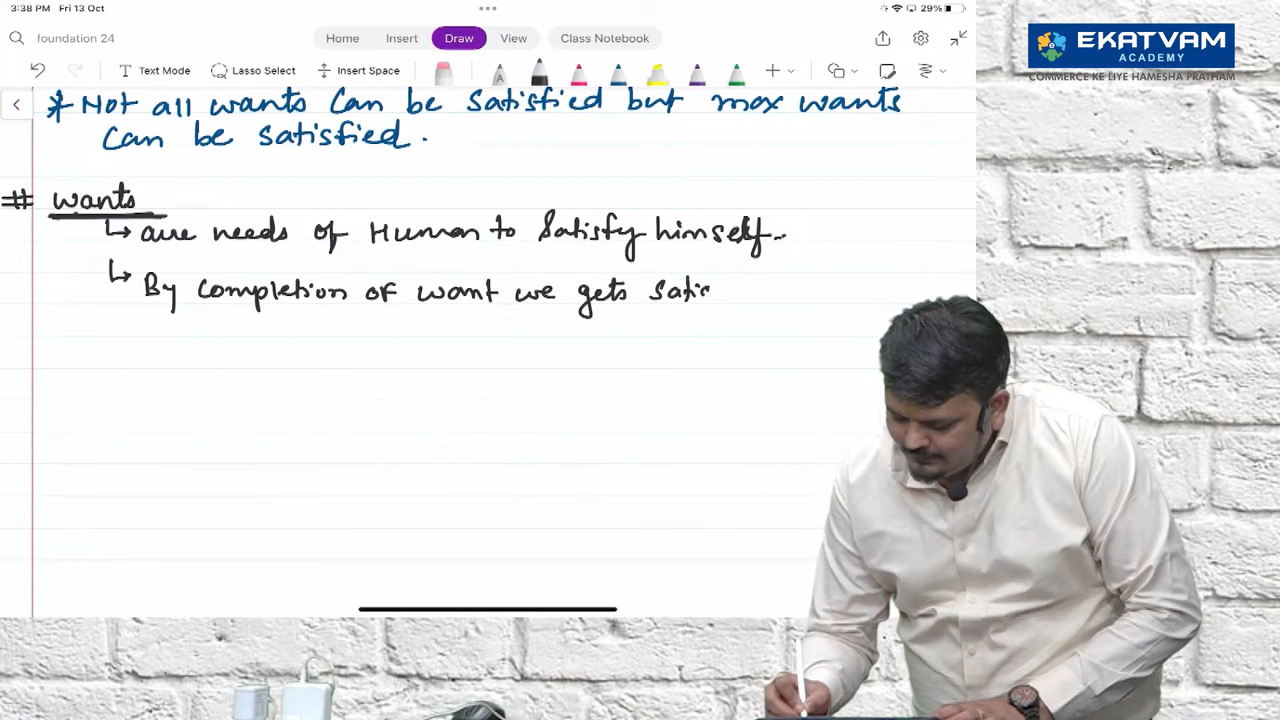 3:38 PM Fri 13 Oct
29%
foundation 24
Home Insert Draw View Class Notebook
Text Mode Lasso Select Insert Space
EKATVAM
ACADEMY
COMMERCE KE LIYE HAMESHA PRATHAM
* Not all wants can be satisfied but max wants
can be satisfied.
# wants
↳ are needs of Human to satisfy himself.
↳ By completion of want we gets satis